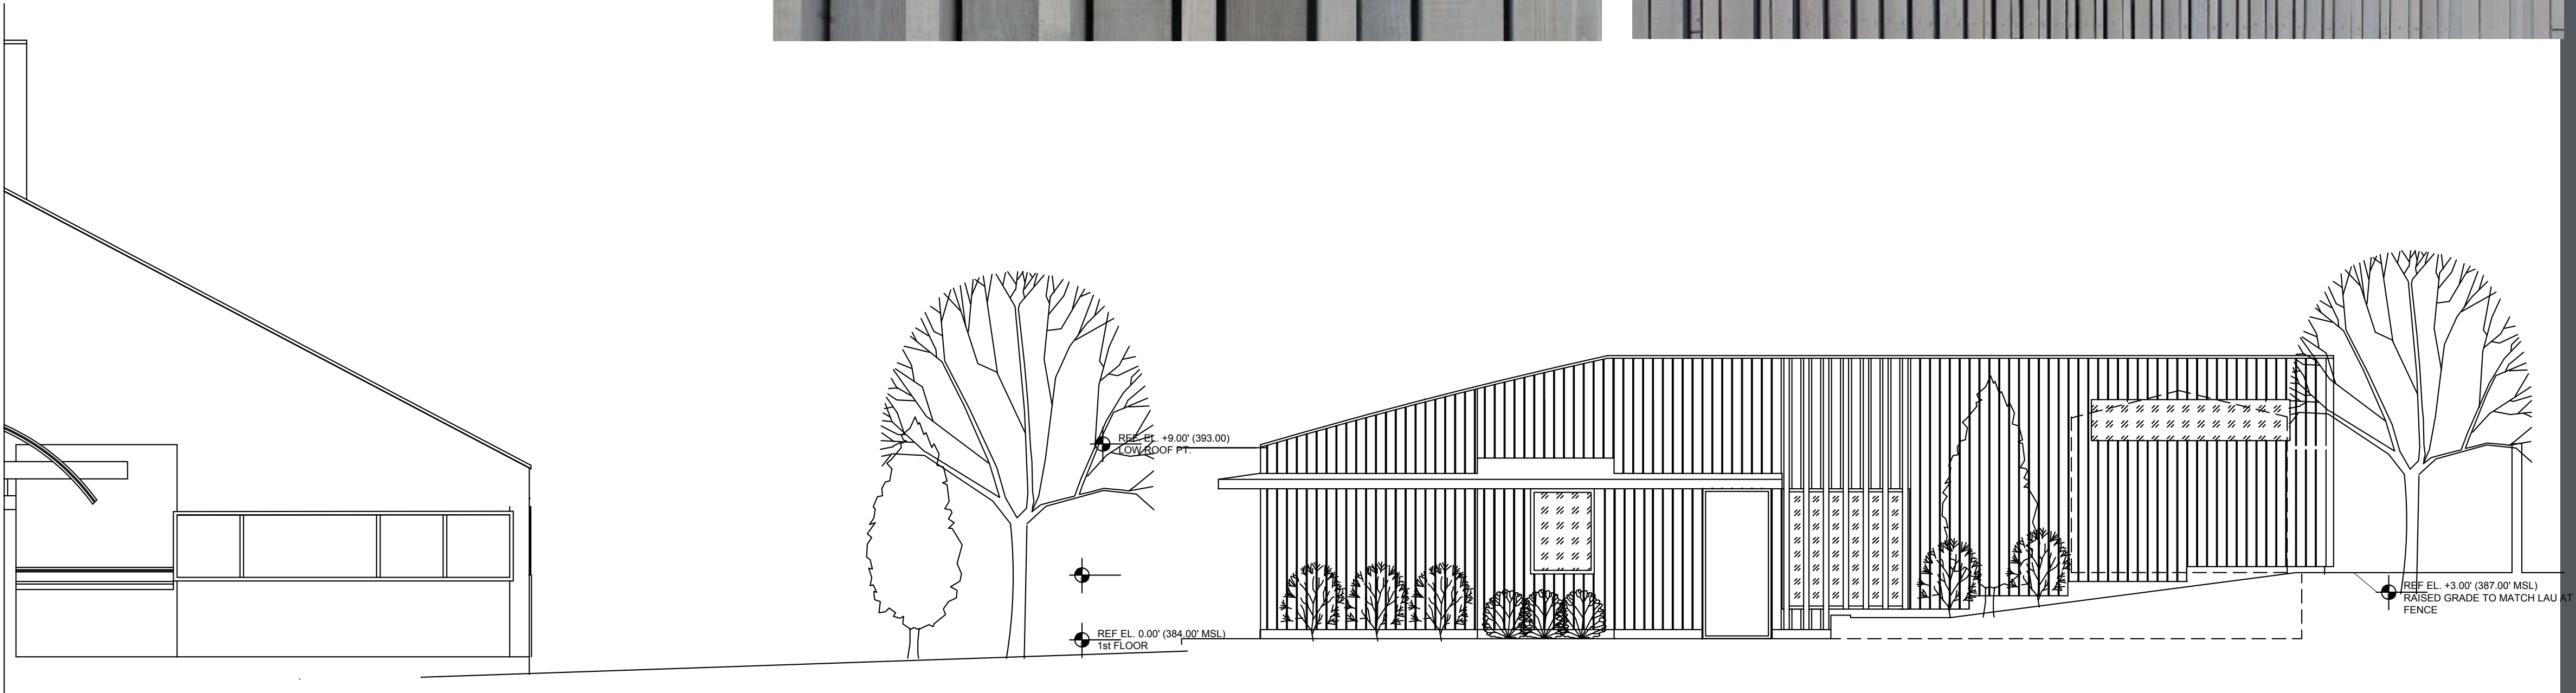 REF. EL. +9.00' (393.00)
LOW ROOF PT.
REF EL. 0.00' (384.00' MSL)
1st FLOOR
REF EL. +3.00' (387.00' MSL)
RAISED GRADE TO MATCH LAU AT
FENCE